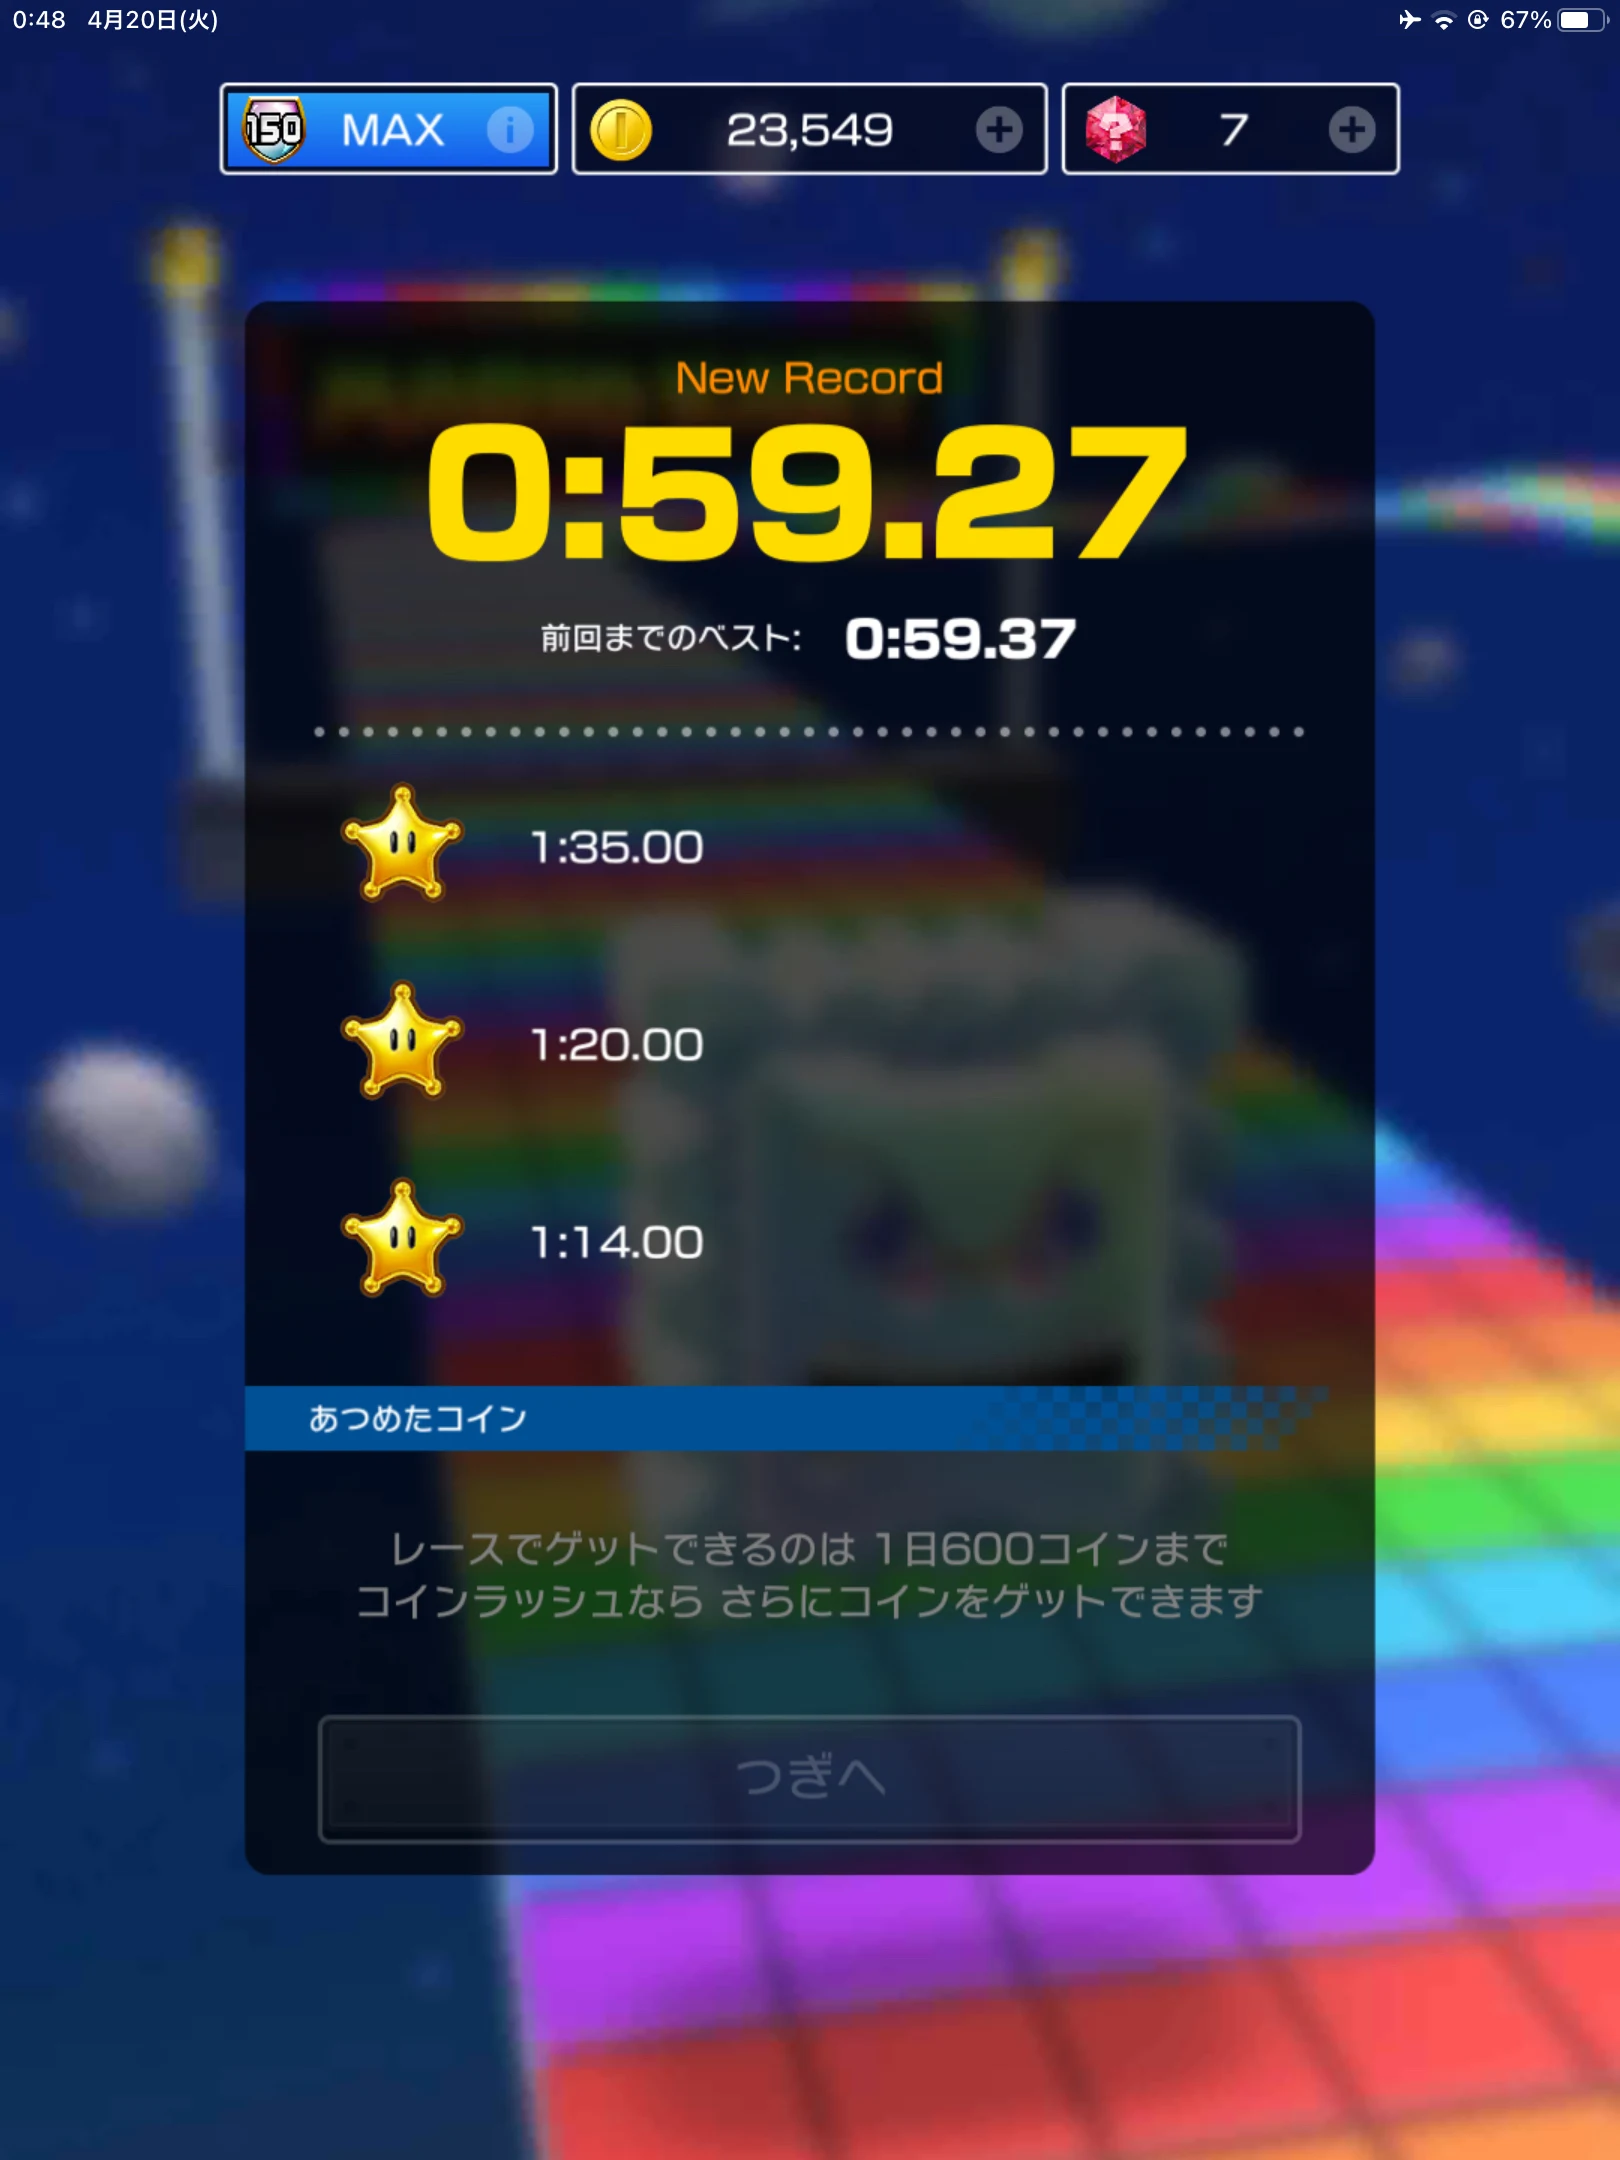 0:48 4月20日(火) 67%
150 MAX i 23,549 + ? 7 +
New Record
0:59.27
前回までのベスト: 0:59.37
1:35.00
1:20.00
1:14.00
あつめたコイン
レースでゲットできるのは 1日600コインまで
コインラッシュなら さらにコインをゲットできます
つぎへ